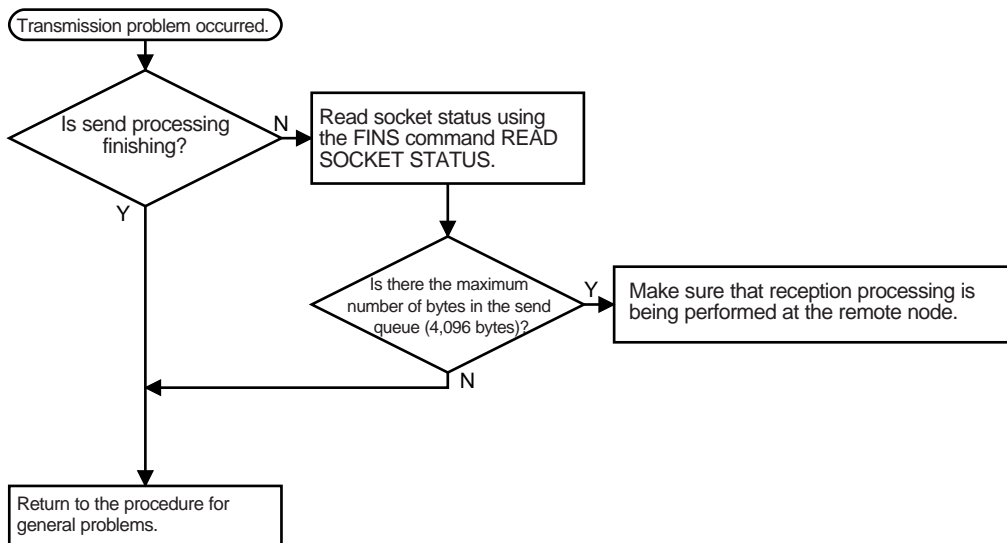 Transmission problem occurred.
Is send processing
finishing?
N
Y
Read socket status using
the FINS command READ
SOCKET STATUS.
Is there the maximum
number of bytes in the send
queue (4,096 bytes)?
Y
N
Make sure that reception processing is
being performed at the remote node.
Return to the procedure for
general problems.